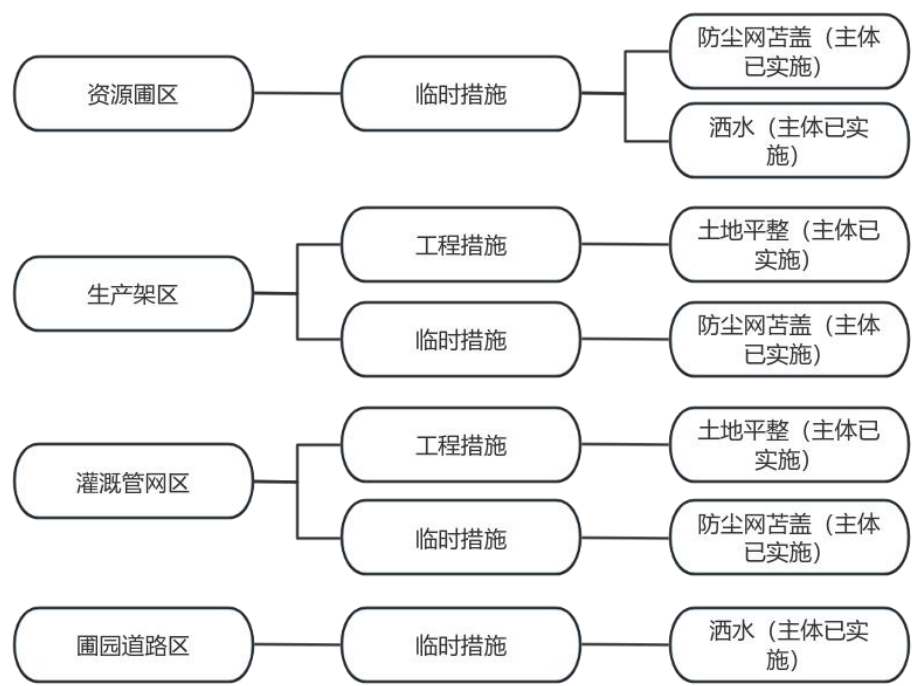 资源圃区
临时措施
防尘网苫盖（主体
已实施）
洒水（主体已实
施）
生产架区
工程措施
土地平整（主体已
实施）
临时措施
防尘网苫盖（主体
已实施）
灌溉管网区
工程措施
土地平整（主体已
实施）
临时措施
防尘网苫盖（主体
已实施）
圃园道路区
临时措施
洒水（主体已实
施）